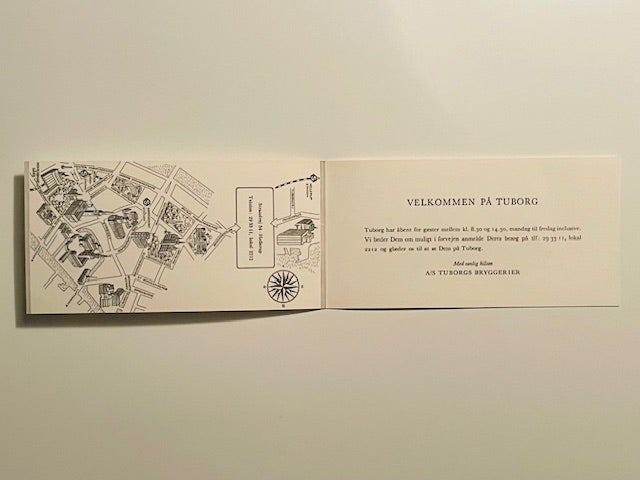 Strandvej 54 Hellerup
Telefon: 29 33 11, lokal 2212
VELKOMMEN PÅ TUBORG
Tuborg har åbent for gæster mellem kl. 8.30 og 14.30, mandag til fredag inclusive.
Vi beder Dem om muligt i forvejen anmelde Deres besøg på tlf: 29 33 11, lokal
2212 og glæder os til at se Dem på Tuborg.
Med venlig hilsen
A/S TUBORGS BRYGGERIER